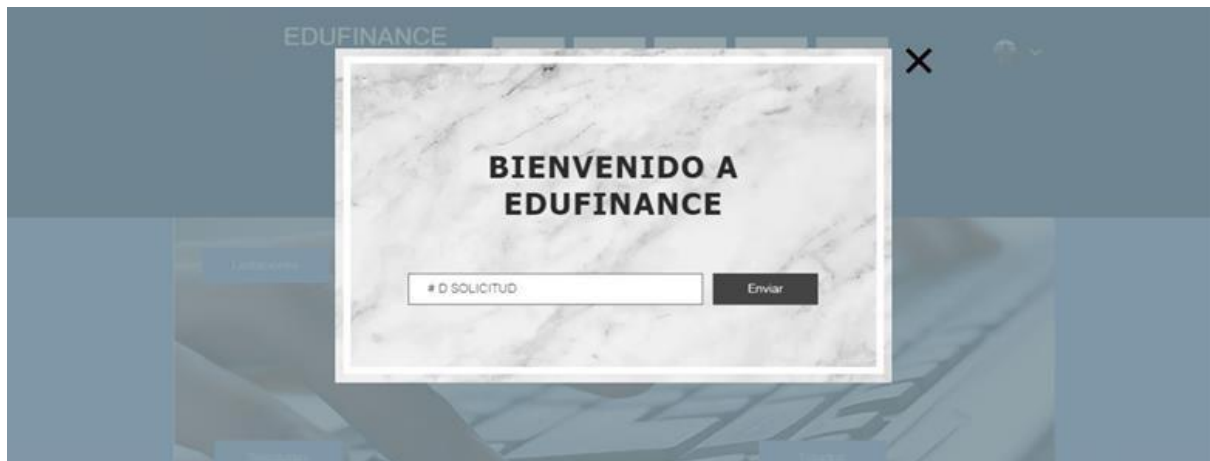 EDUFINANCE
BIENVENIDO A
EDUFINANCE
# D SOLICITUD
Enviar